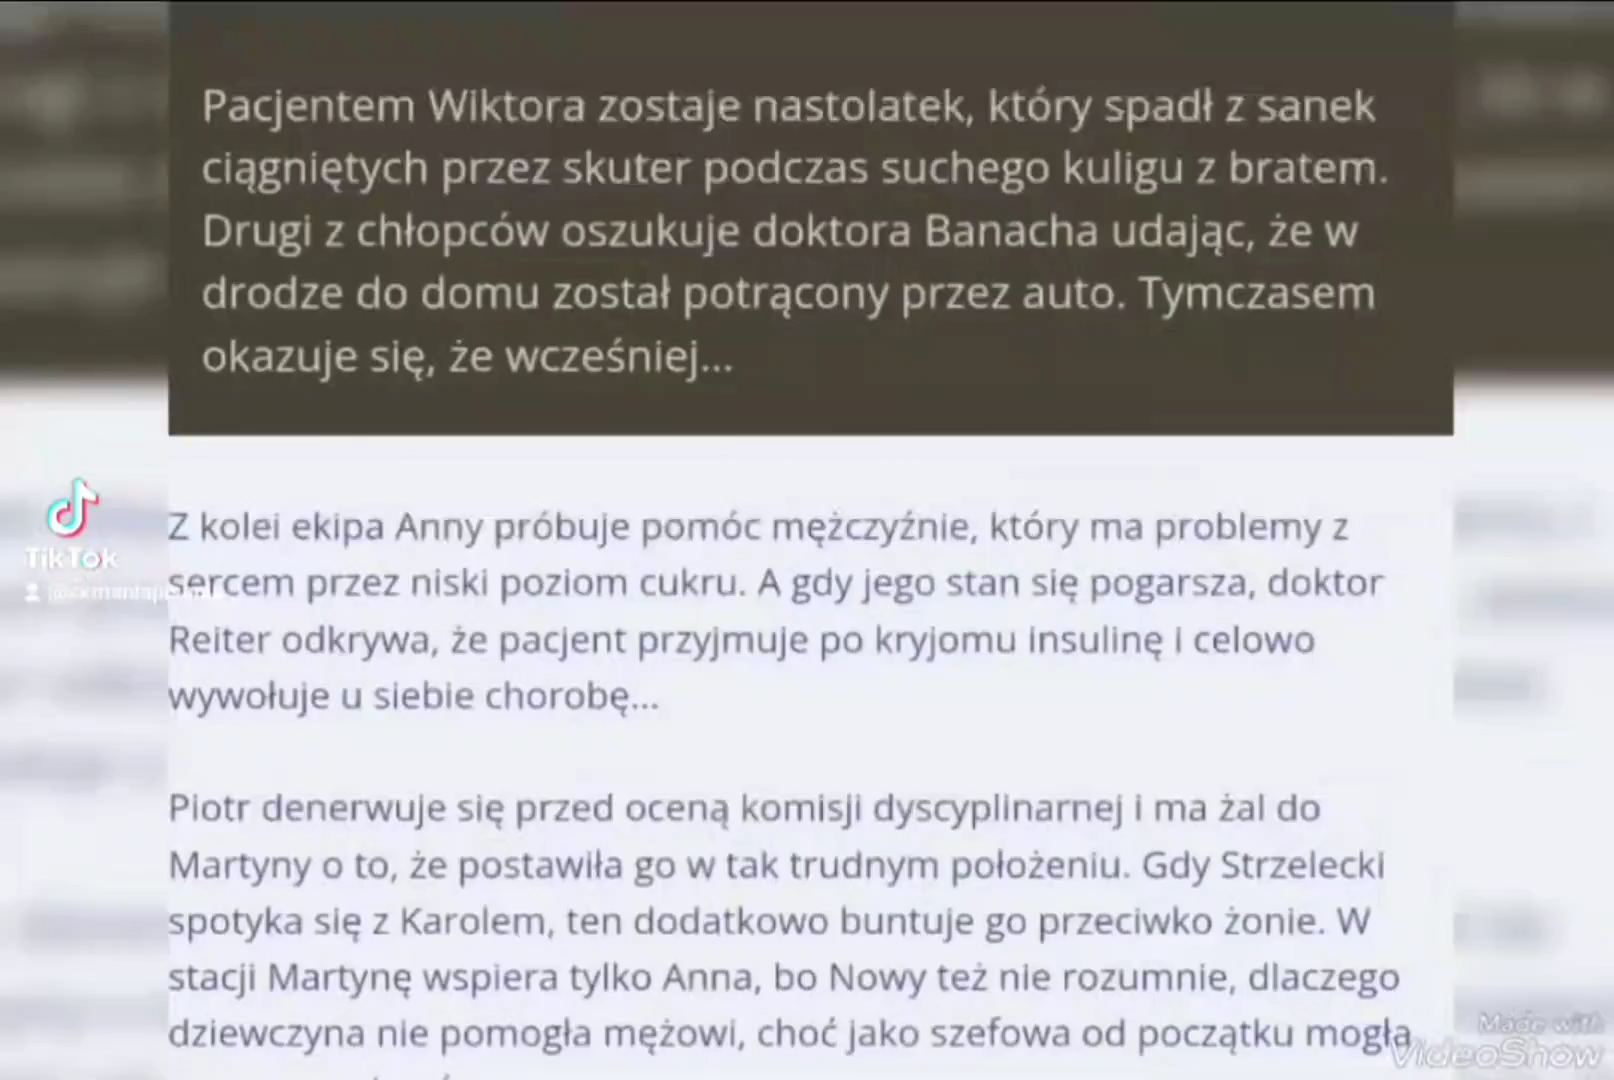 Pacjentem Wiktora zostaje nastolatek, który spadł z sanek
ciągniętych przez skuter podczas suchego kuligu z bratem.
Drugi z chłopców oszukuje doktora Banacha udając, że w
drodze do domu został potrącony przez auto. Tymczasem
okazuje się, że wcześniej...
Z kolei ekipa Anny próbuje pomóc mężczyźnie, który ma problemy z
sercem przez niski poziom cukru. A gdy jego stan się pogarsza, doktor
Reiter odkrywa, że pacjent przyjmuje po kryjomu insulinę i celowo
wywołuje u siebie chorobę...
Piotr denerwuje się przed oceną komisji dyscyplinarnej i ma żal do
Martyny o to, że postawiła go w tak trudnym położeniu. Gdy Strzelecki
spotyka się z Karolem, ten dodatkowo buntuje go przeciwko żonie. W
stacji Martynę wspiera tylko Anna, bo Nowy też nie rozumnie, dlaczego
dziewczyna nie pomogła mężowi, choć jako szefowa od początku mogła
TikTok
Made with
VideoShow